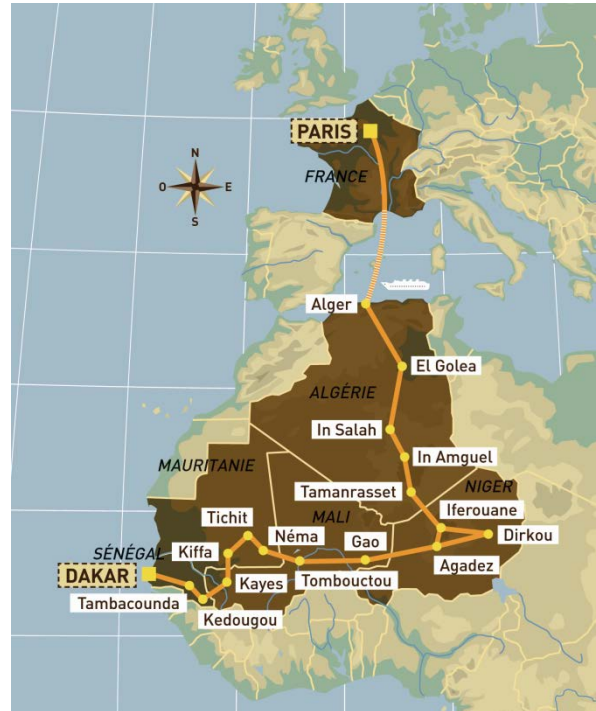 PARIS
FRANCE
N
O
E
S
Alger
El Golea
ALGÉRIE
In Salah
In Amguel
MAURITANIE
Tamanrasset
NIGER
Iferouane
Tichit
MALI
Dirkou
Néma
Gao
SÉNÉGAL
Kiffa
Agadez
DAKAR
Kayes
Tombouctou
Tambacounda
Kedougou